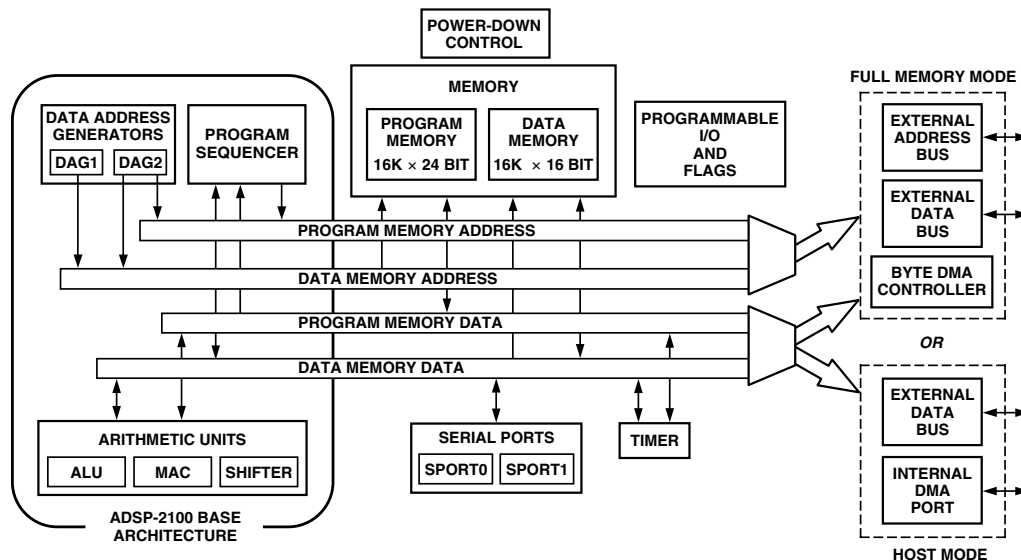 POWER-DOWN
CONTROL
MEMORY
PROGRAM
MEMORY
16K × 24 BIT
DATA
MEMORY
16K × 16 BIT
PROGRAMMABLE
I/O
AND
FLAGS
DATA ADDRESS
GENERATORS
DAG1
DAG2
PROGRAM
SEQUENCER
FULL MEMORY MODE
EXTERNAL
ADDRESS
BUS
EXTERNAL
DATA
BUS
BYTE DMA
CONTROLLER
PROGRAM MEMORY ADDRESS
DATA MEMORY ADDRESS
PROGRAM MEMORY DATA
DATA MEMORY DATA
OR
EXTERNAL
DATA
BUS
INTERNAL
DMA
PORT
HOST MODE
ARITHMETIC UNITS
ALU
MAC
SHIFTER
SERIAL PORTS
SPORT0
SPORT1
TIMER
ADSP-2100 BASE
ARCHITECTURE